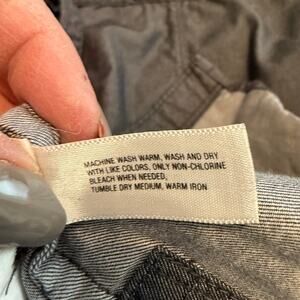 MACHINE WASH WARM, WASH AND DRY
WITH LIKE COLORS, ONLY NON-CHLORINE
BLEACH WHEN NEEDED,
TUMBLE DRY MEDIUM, WARM IRON